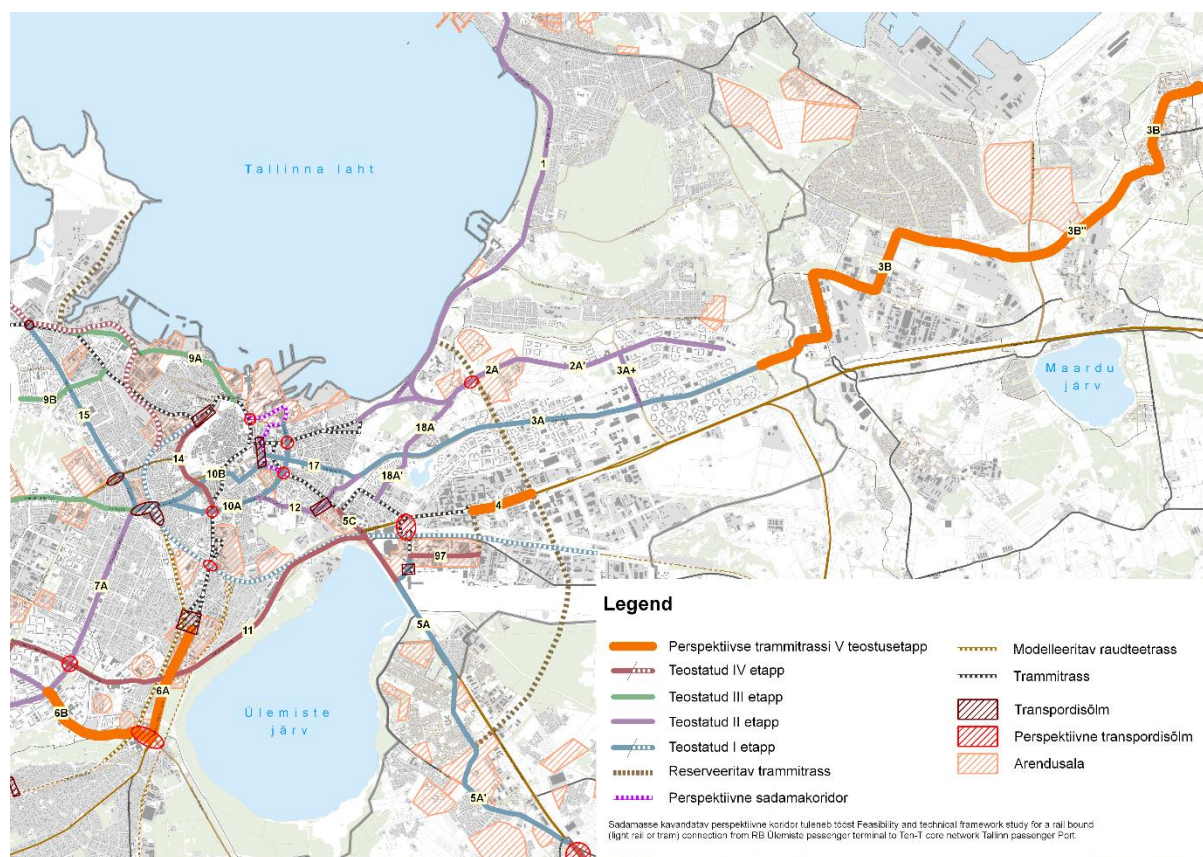 Tallinna laht
1
3B
3B"
3B
Maardu
järv
2A
2A'
3A+
3A
18A
18A'
9A
9B
15
14
10B
17
10A
12
5C
4
97
7A
11
5A
6A
6B
Ülemiste
järv
5A'
Legend
Perspektiivse trammitrassi V teostusetapp
Teostatud IV etapp
Teostatud III etapp
Teostatud II etapp
Teostatud I etapp
Reserveeritav trammitrass
Perspektiivne sadamakoridor
Modelleeritav raudteetrass
Trammitrass
Transpordisõlm
Perspektiivne transpordisõlm
Arendusala
Sadamasse kavandatav perspektiivne koridor tuleneb tööst Feasibility and technical framework study for a rail bound
(light rail or tram) connection from RB Ülemiste passenger terminal to Ten-T core network Tallinn passenger Port